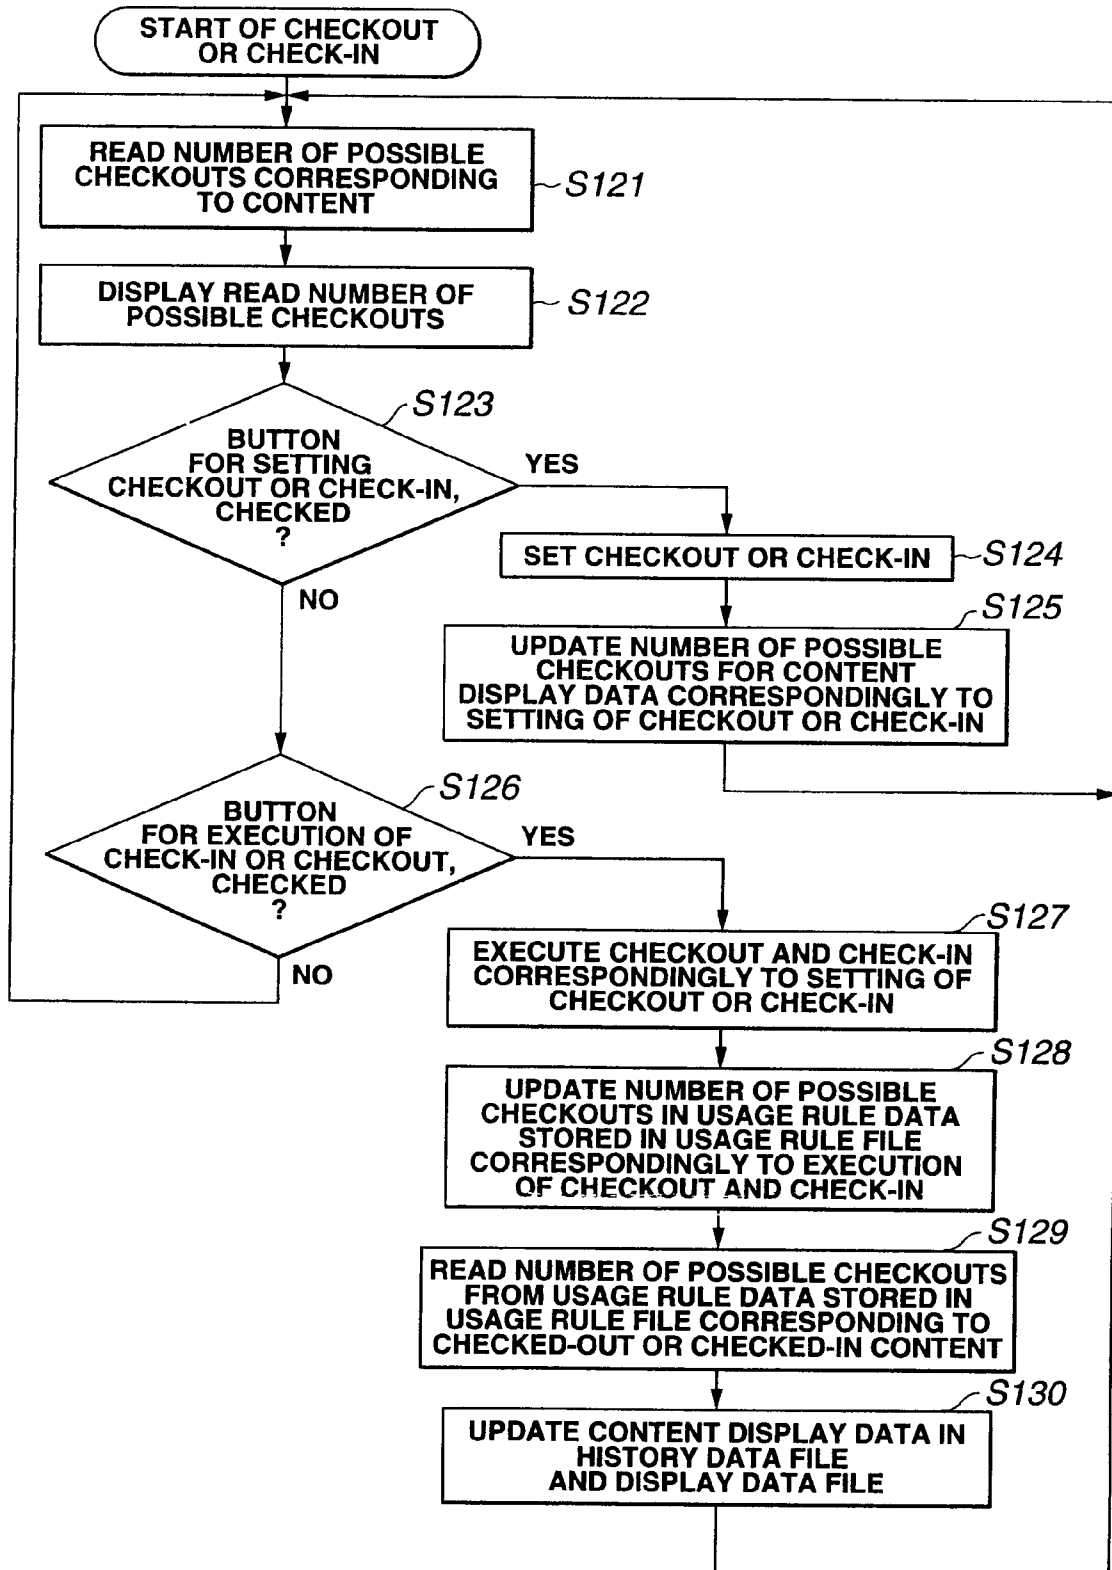 START OF CHECKOUT
OR CHECK-IN
READ NUMBER OF POSSIBLE
CHECKOUTS CORRESPONDING
TO CONTENT
S121
DISPLAY READ NUMBER OF
POSSIBLE CHECKOUTS
S122
S123
BUTTON
FOR SETTING
CHECKOUT OR CHECK-IN,
CHECKED
?
YES
NO
SET CHECKOUT OR CHECK-IN
S124
S125
UPDATE NUMBER OF POSSIBLE
CHECKOUTS FOR CONTENT
DISPLAY DATA CORRESPONDINGLY TO
SETTING OF CHECKOUT OR CHECK-IN
S126
BUTTON
FOR EXECUTION OF
CHECK-IN OR CHECKOUT,
CHECKED
?
YES
NO
S127
EXECUTE CHECKOUT AND CHECK-IN
CORRESPONDINGLY TO SETTING OF
CHECKOUT OR CHECK-IN
S128
UPDATE NUMBER OF POSSIBLE
CHECKOUTS IN USAGE RULE DATA
STORED IN USAGE RULE FILE
CORRESPONDINGLY TO EXECUTION
OF CHECKOUT AND CHECK-IN
S129
READ NUMBER OF POSSIBLE CHECKOUTS
FROM USAGE RULE DATA STORED IN
USAGE RULE FILE CORRESPONDING TO
CHECKED-OUT OR CHECKED-IN CONTENT
S130
UPDATE CONTENT DISPLAY DATA IN
HISTORY DATA FILE
AND DISPLAY DATA FILE